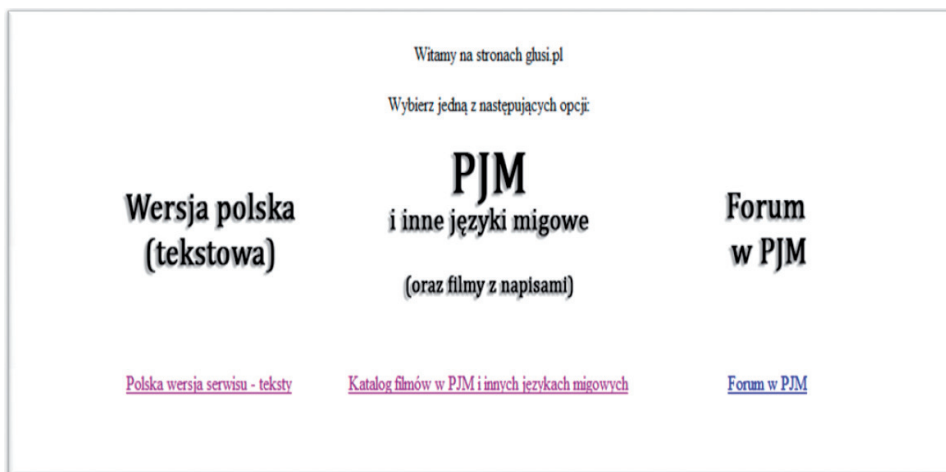 Witamy na stronach glusi.pl
Wybierz jedną z następujących opcji:
Wersja polska
(tekstowa)
PJM
i inne języki migowe
(oraz filmy z napisami)
Forum
w PJM
Polska wersja serwisu - teksty
Katalog filmów w PJM i innych językach migowych
Forum w PJM